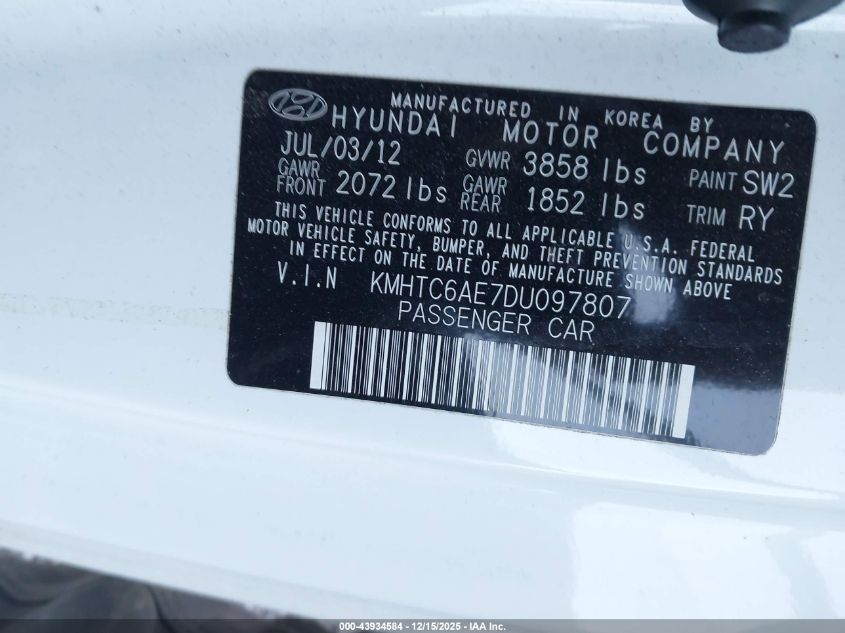 MANUFACTURED IN KOREA BY
HYUNDAI MOTOR COMPANY
JUL/03/12 GVWR 3858 lbs PAINT SW2
GAWR FRONT 2072 lbs GAWR REAR 1852 lbs TRIM RY
THIS VEHICLE CONFORMS TO ALL APPLICABLE U.S.A. FEDERAL
MOTOR VEHICLE SAFETY, BUMPER, AND THEFT PREVENTION STANDARDS
IN EFFECT ON THE DATE OF MANUFACTURE SHOWN ABOVE
V.I.N KMHTC6AE7DU097807
PASSENGER CAR
000-43934584 - 12/15/2025 - IAA Inc.